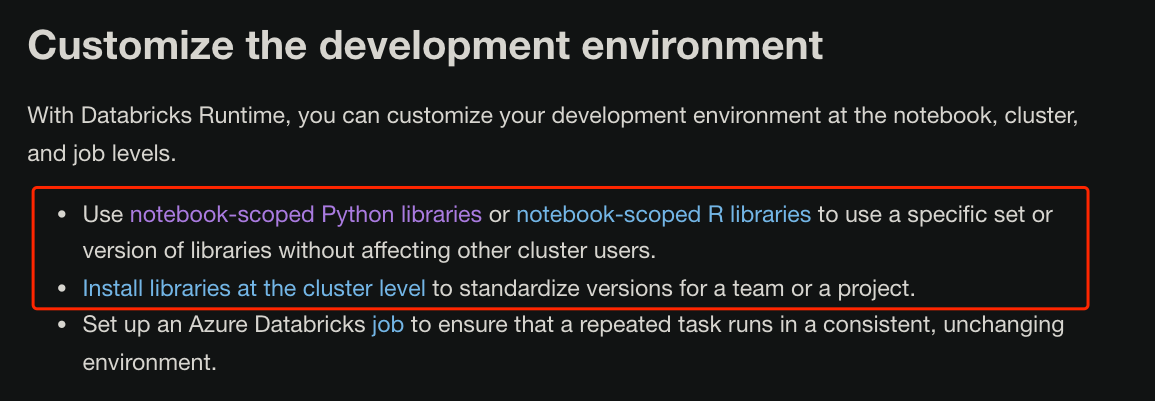 Customize the development environment
With Databricks Runtime, you can customize your development environment at the notebook, cluster,
and job levels.
• Use notebook-scoped Python libraries or notebook-scoped R libraries to use a specific set or
version of libraries without affecting other cluster users.
• Install libraries at the cluster level to standardize versions for a team or a project.
• Set up an Azure Databricks job to ensure that a repeated task runs in a consistent, unchanging
environment.